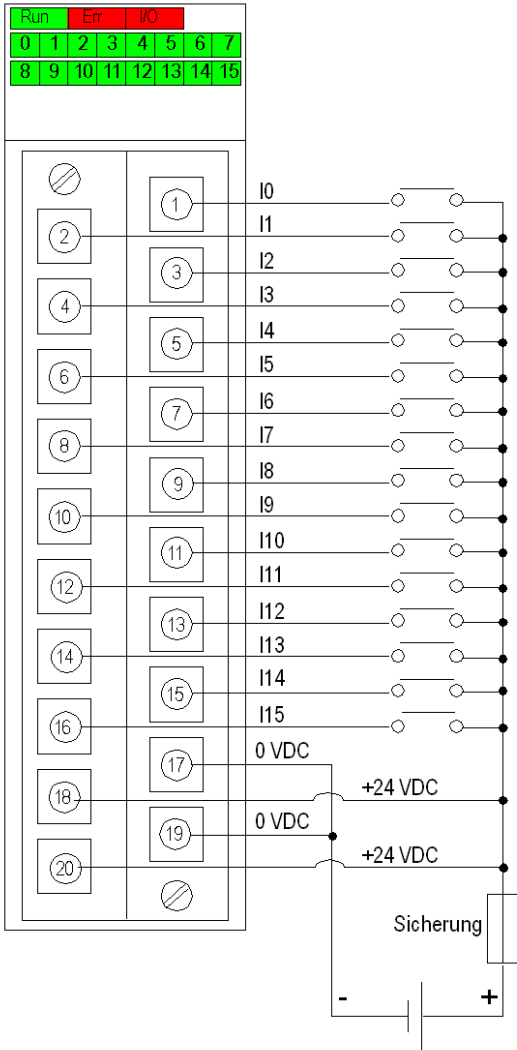 Run Err I/O
0 1 2 3 4 5 6 7
8 9 10 11 12 13 14 15
1 I0
2 I1
3 I2
4 I3
5 I4
6 I5
7 I6
8 I7
9 I8
10 I9
11 I10
12 I11
13 I12
14 I13
15 I14
16 I15
17 0 VDC
18 +24 VDC
19 0 VDC
20 +24 VDC
Sicherung
- +